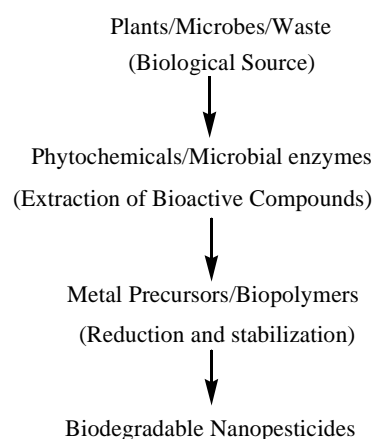 Plants/Microbes/Waste
(Biological Source)
Phytochemicals/Microbial enzymes
(Extraction of Bioactive Compounds)
Metal Precursors/Biopolymers
(Reduction and stabilization)
Biodegradable Nanopesticides